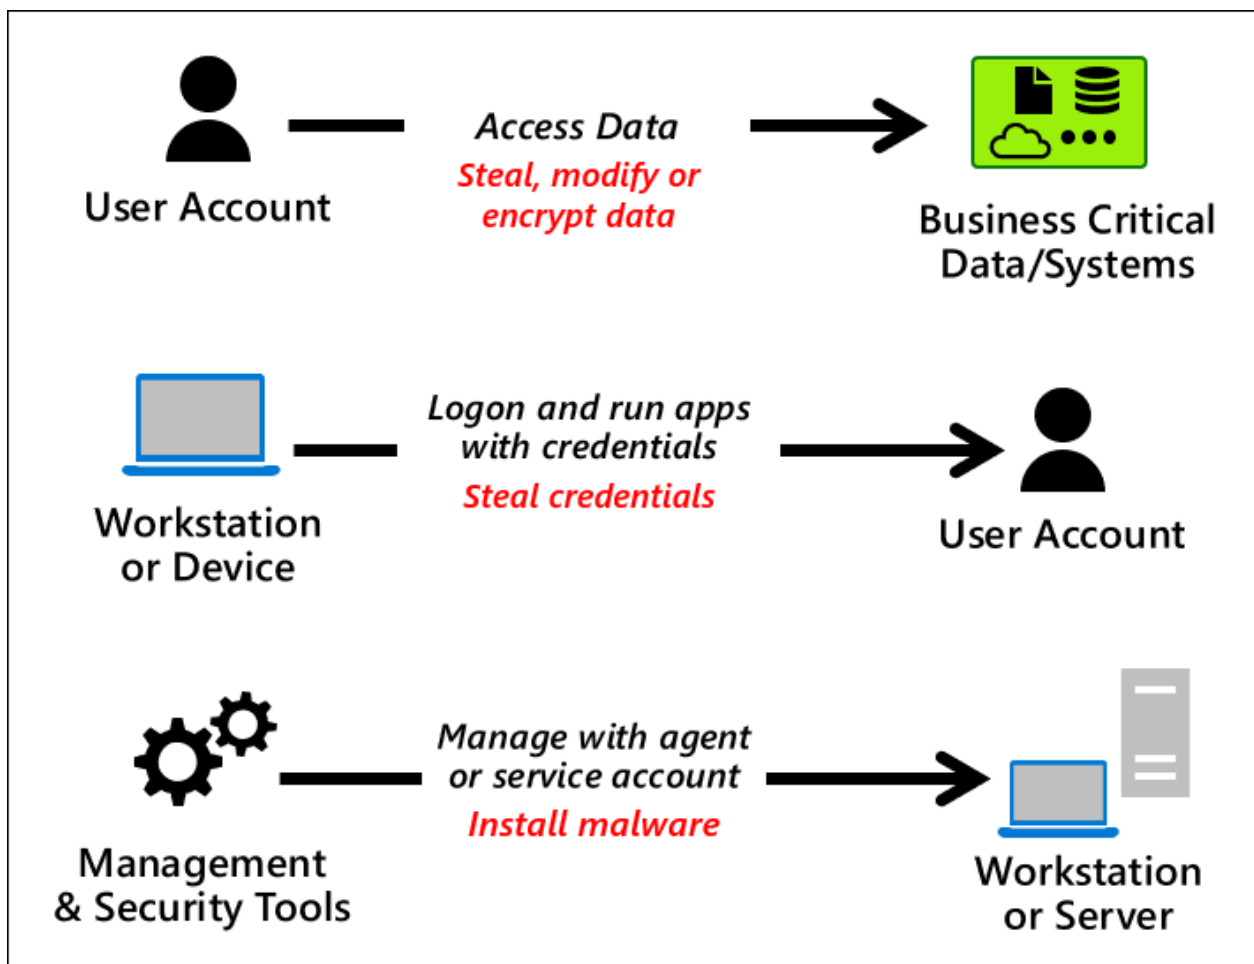 Access Data
Steal, modify or
encrypt data
User Account
Business Critical
Data/Systems
Logon and run apps
with credentials
Steal credentials
Workstation
or Device
User Account
Manage with agent
or service account
Install malware
Management
& Security Tools
Workstation
or Server